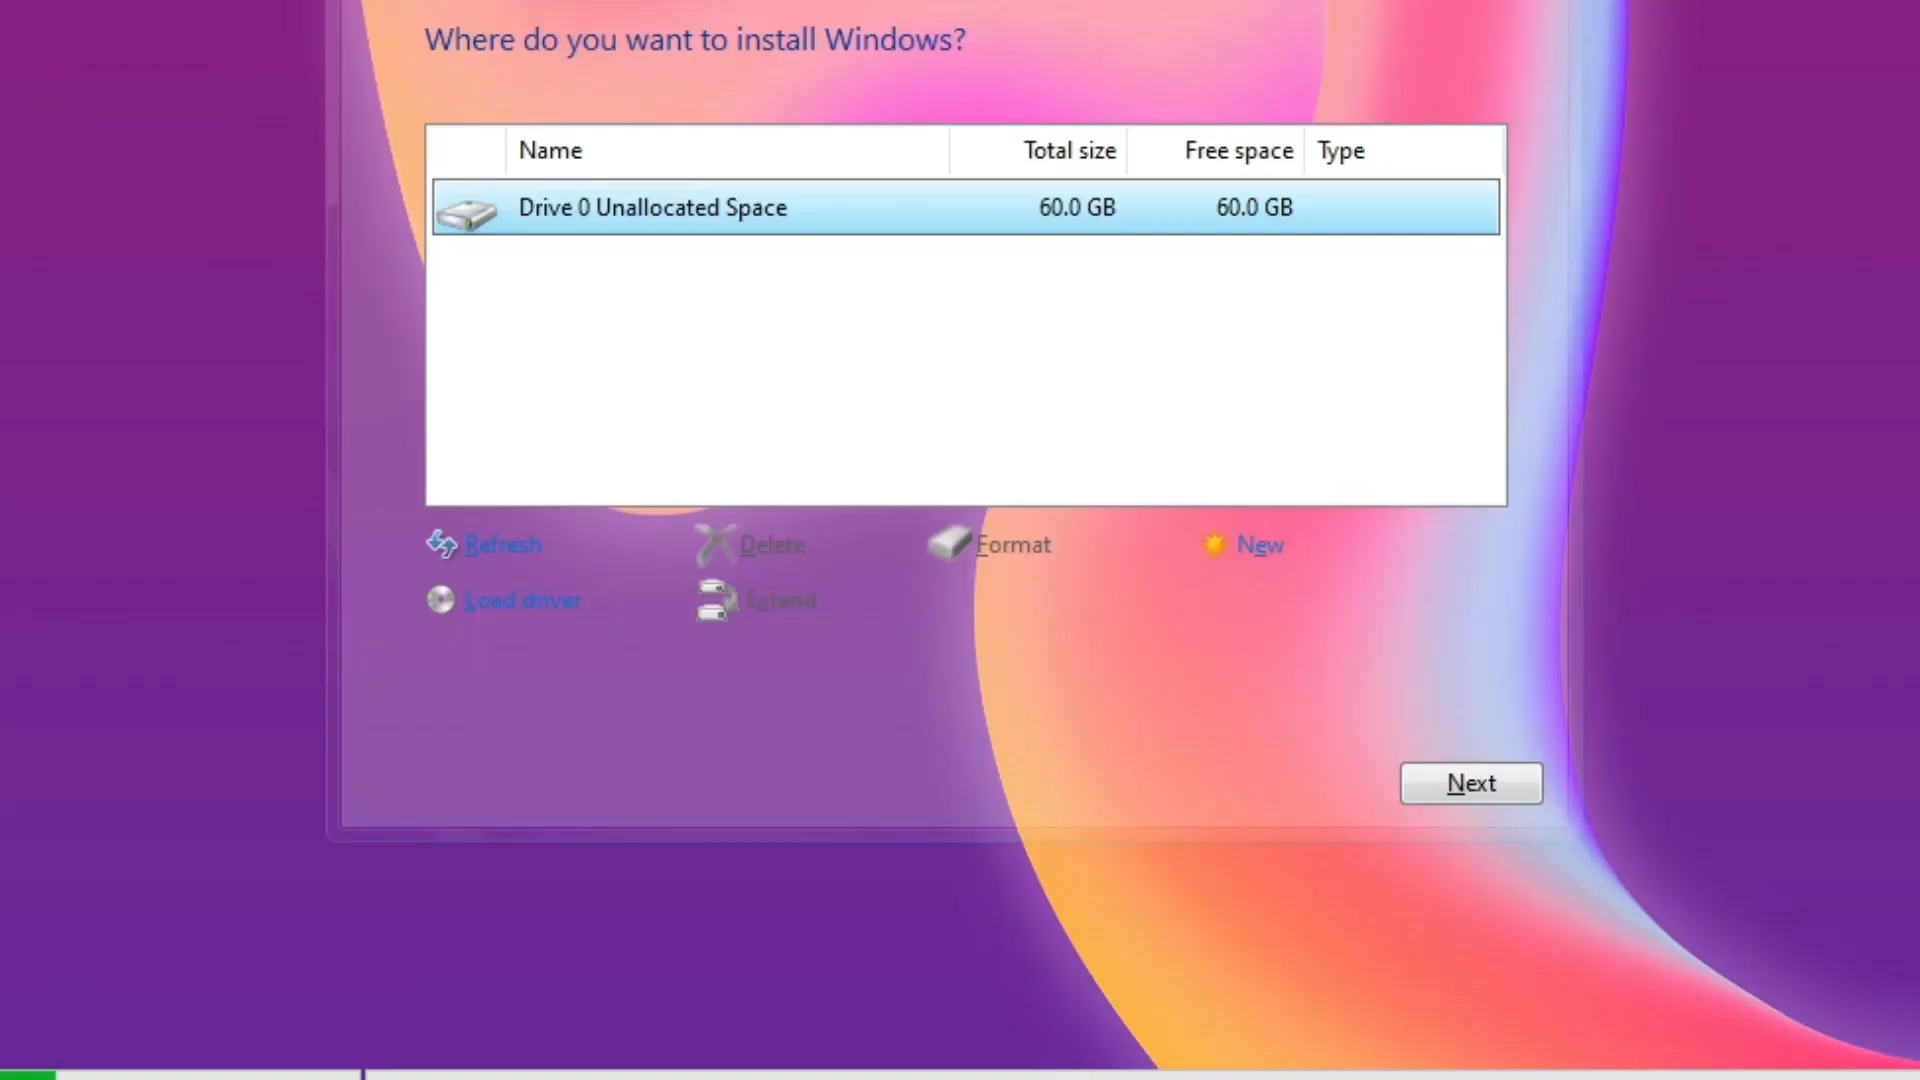 Where do you want to install Windows?
Name Total size Free space Type
Drive 0 Unallocated Space 60.0 GB 60.0 GB
Refresh Delete Format New
Load driver Extend
Next